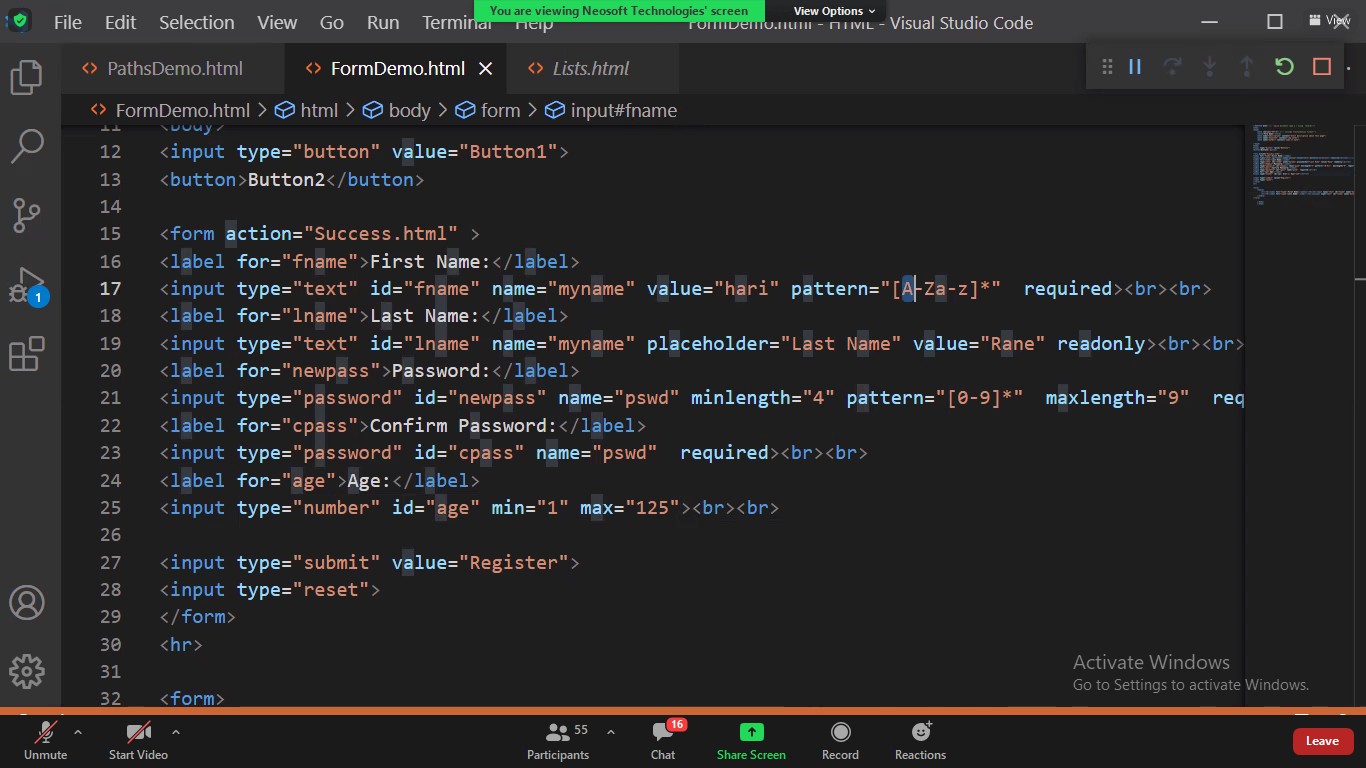 File Edit Selection View Go Run Terminal Help
You are viewing Neosoft Technologies' screen View Options
FormDemo.html - HTML - Visual Studio Code View
PathsDemo.html FormDemo.html Lists.html
FormDemo.html > html > body > form > input#fname
11 <body>
12 <input type="button" value="Button1">
13 <button>Button2</button>
14
15 <form action="Success.html" >
16 <label for="fname">First Name:</label>
17 <input type="text" id="fname" name="myname" value="hari" pattern="[A-Za-z]*"  required><br><br>
18 <label for="lname">Last Name:</label>
19 <input type="text" id="lname" name="myname" placeholder="Last Name" value="Rane" readonly><br><br>
20 <label for="newpass">Password:</label>
21 <input type="password" id="newpass" name="pswd" minlength="4" pattern="[0-9]*"  maxlength="9"  req
22 <label for="cpass">Confirm Password:</label>
23 <input type="password" id="cpass" name="pswd"  required><br><br>
24 <label for="age">Age:</label>
25 <input type="number" id="age" min="1" max="125"><br><br>
26
27 <input type="submit" value="Register">
28 <input type="reset">
29 </form>
30 <hr>
31
32 <form>
1
Activate Windows
Go to Settings to activate Windows.
55 16
Unmute Start Video Participants Chat Share Screen Record Reactions Leave